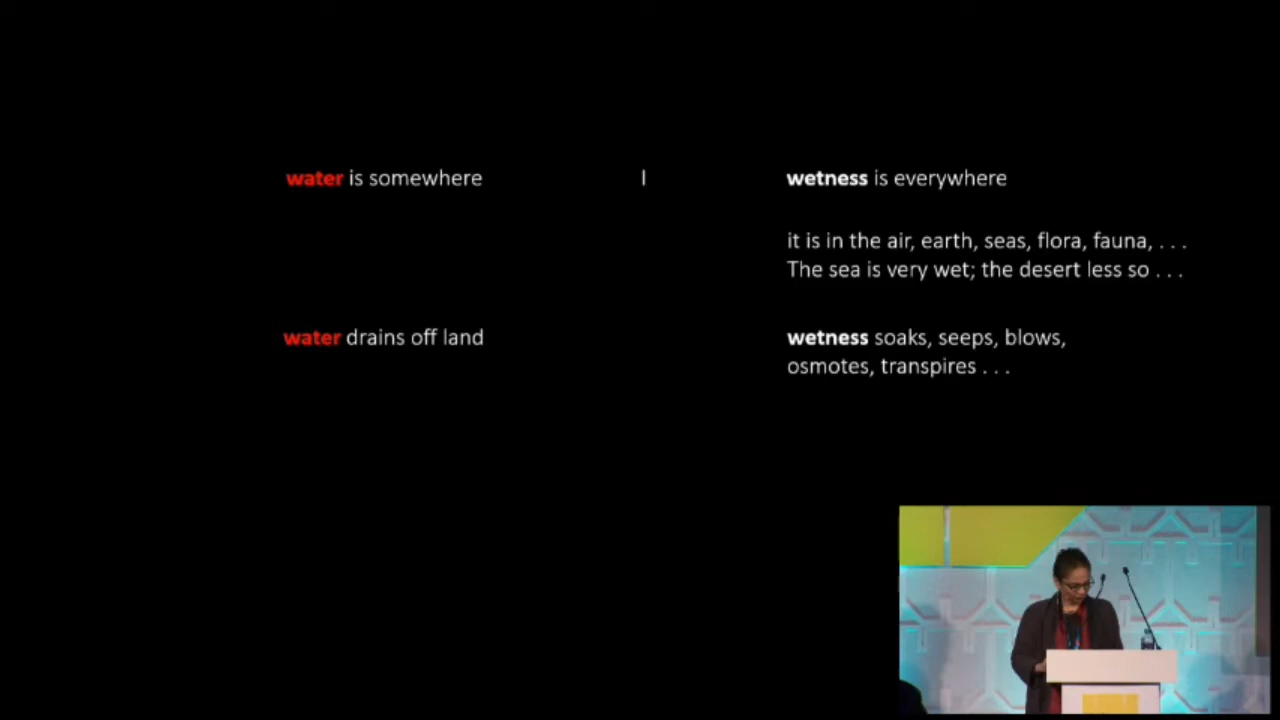 water is somewhere | wetness is everywhere
it is in the air, earth, seas, flora, fauna, . . .
The sea is very wet; the desert less so . . .
water drains off land wetness soaks, seeps, blows,
osmotes, transpires . . .